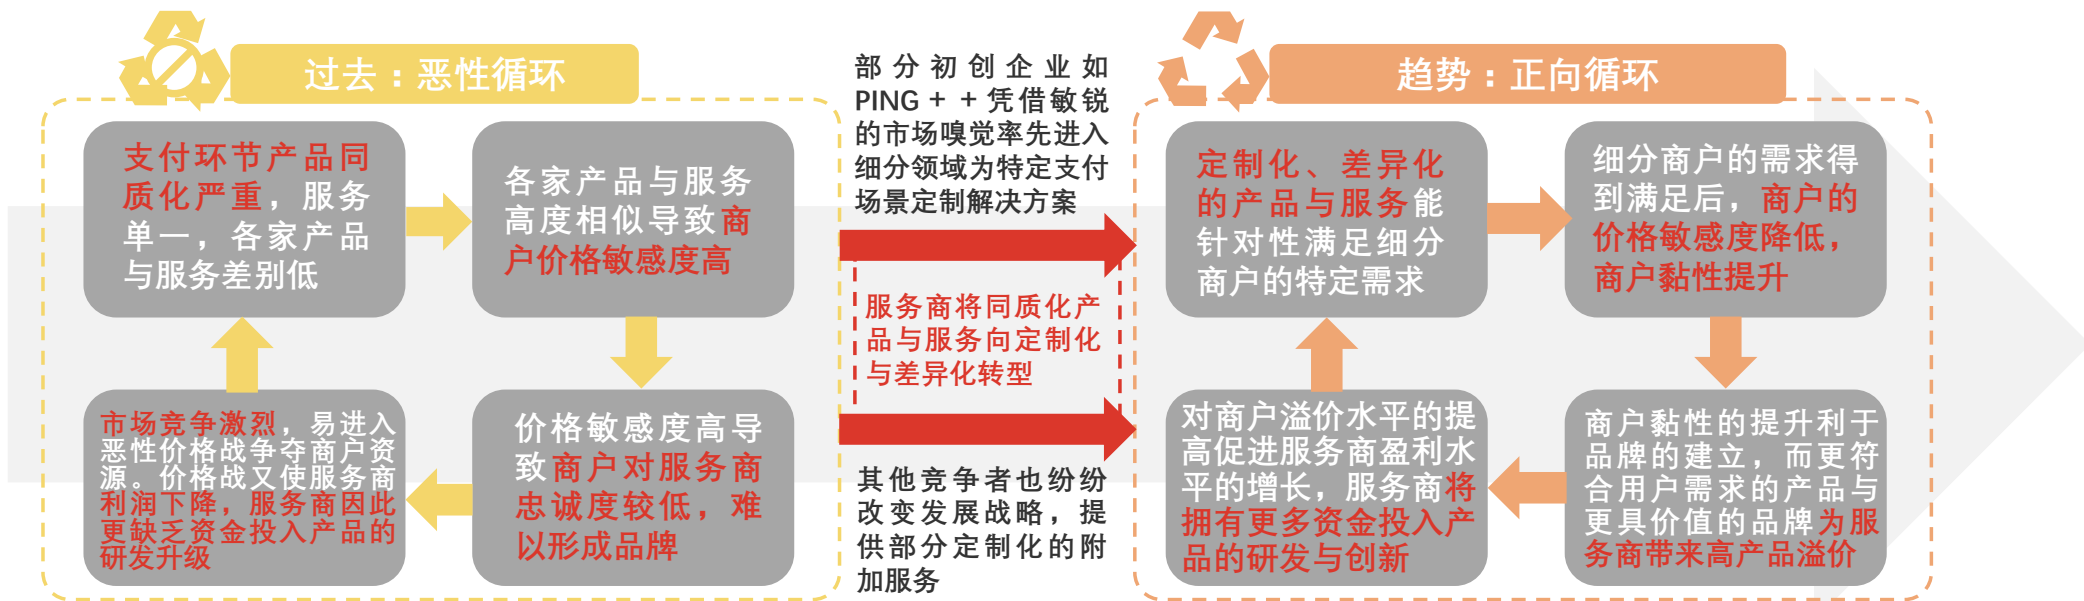 过去：恶性循环
支付环节产品同
质化严重，服务
单一，各家产品
与服务差别低
各家产品与服务
高度相似导致商
户价格敏感度高
价格敏感度高导
致商户对服务商
忠诚度较低，难
以形成品牌
市场竞争激烈，易进入
恶性价格战争夺商户资
源。价格战又使服务商
利润下降，服务商因此
更缺乏资金投入产品的
研发升级
部分初创企业如
PING＋＋凭借敏锐
的市场嗅觉率先进入
细分领域为特定支付
场景定制解决方案
服务商将同质化产
品与服务向定制化
与差异化转型
其他竞争者也纷纷
改变发展战略，提
供部分定制化的附
加服务
趋势：正向循环
定制化、差异化
的产品与服务能
针对性满足细分
商户的特定需求
细分商户的需求得
到满足后，商户的
价格敏感度降低，
商户黏性提升
商户黏性的提升利于
品牌的建立，而更符
合用户需求的产品与
更具价值的品牌为服
务商带来高产品溢价
对商户溢价水平的提
高促进服务商盈利水
平的增长，服务商将
拥有更多资金投入产
品的研发与创新